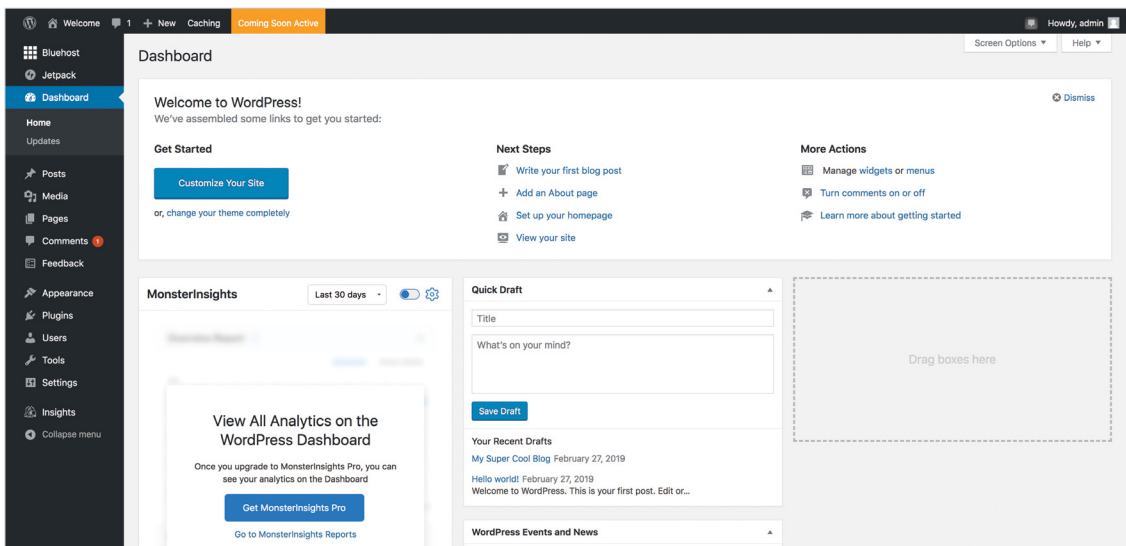 Welcome 1 + New Caching Coming Soon Active Howdy, admin
Screen Options ▼ Help ▼
Bluehost
Jetpack
Dashboard
Home
Updates
Posts
Media
Pages
Comments 1
Feedback
Appearance
Plugins
Users
Tools
Settings
Insights
Collapse menu
Dashboard
Welcome to WordPress!
We've assembled some links to get you started:
Dismiss
Get Started
Customize Your Site
or, change your theme completely
Next Steps
Write your first blog post
Add an About page
Set up your homepage
View your site
More Actions
Manage widgets or menus
Turn comments on or off
Learn more about getting started
MonsterInsights
Last 30 days
Overview Report
View All Analytics on the
WordPress Dashboard
Once you upgrade to MonsterInsights Pro, you can
see your analytics on the Dashboard
Get MonsterInsights Pro
Go to MonsterInsights Reports
Quick Draft
Title
What's on your mind?
Save Draft
Your Recent Drafts
My Super Cool Blog February 27, 2019
Hello world! February 27, 2019
Welcome to WordPress. This is your first post. Edit or...
WordPress Events and News
Drag boxes here